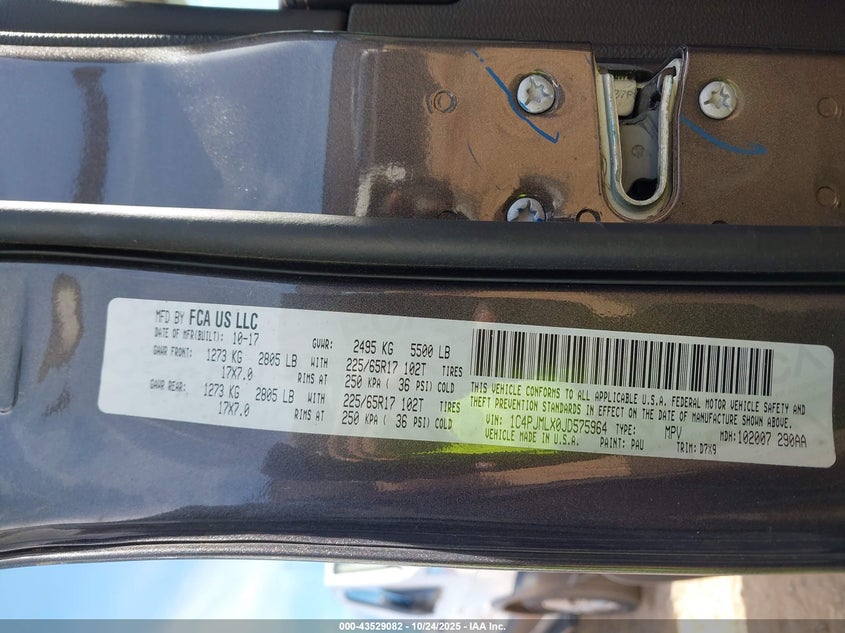 MFD BY FCA US LLC
DATE OF MFR(BUILT): 10-17
GVWR: 2495 KG 5500 LB
GAWR FRONT: 1273 KG 2805 LB WITH 225/65R17 102T TIRES
17X7.0 RIMS AT 250 KPA ( 36 PSI) COLD
GAWR REAR: 1273 KG 2805 LB WITH 225/65R17 102T TIRES
17X7.0 RIMS AT 250 KPA ( 36 PSI) COLD
THIS VEHICLE CONFORMS TO ALL APPLICABLE U.S.A. FEDERAL MOTOR VEHICLE SAFETY AND
THEFT PREVENTION STANDARDS IN EFFECT ON THE DATE OF MANUFACTURE SHOWN ABOVE.
VIN: 1C4PJMLX0JD575964 TYPE: MPV MDH:102007 290AA
VEHICLE MADE IN U.S.A. PAINT: PAU TRIM: D7X9
000-43529082 - 10/24/2025 - IAA Inc.